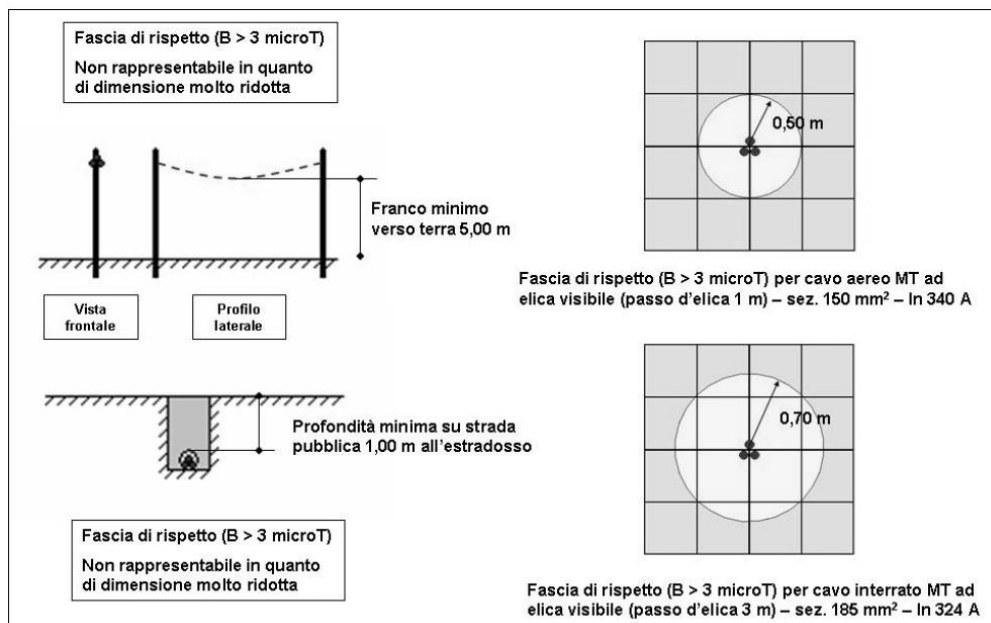 Fascia di rispetto (B > 3 microT)
Non rappresentabile in quanto
di dimensione molto ridotta
Franco minimo
verso terra 5,00 m
Vista
frontale
Profilo
laterale
Profondità minima su strada
pubblica 1,00 m all'estradosso
Fascia di rispetto (B > 3 microT)
Non rappresentabile in quanto
di dimensione molto ridotta
0,50 m
Fascia di rispetto (B > 3 microT) per cavo aereo MT ad
elica visibile (passo d'elica 1 m) – sez. 150 mm² – In 340 A
0,70 m
Fascia di rispetto (B > 3 microT) per cavo interrato MT ad
elica visibile (passo d'elica 3 m) – sez. 185 mm² – In 324 A